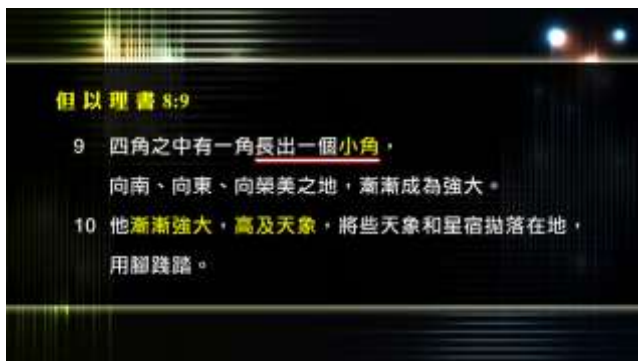 但以理書 8:9
9 四角之中有一角長出一個小角，
向南、向東、向榮美之地，漸漸成為強大。
10 他漸漸強大，高及天象，將些天象和星宿拋落在地，
用腳踐踏。